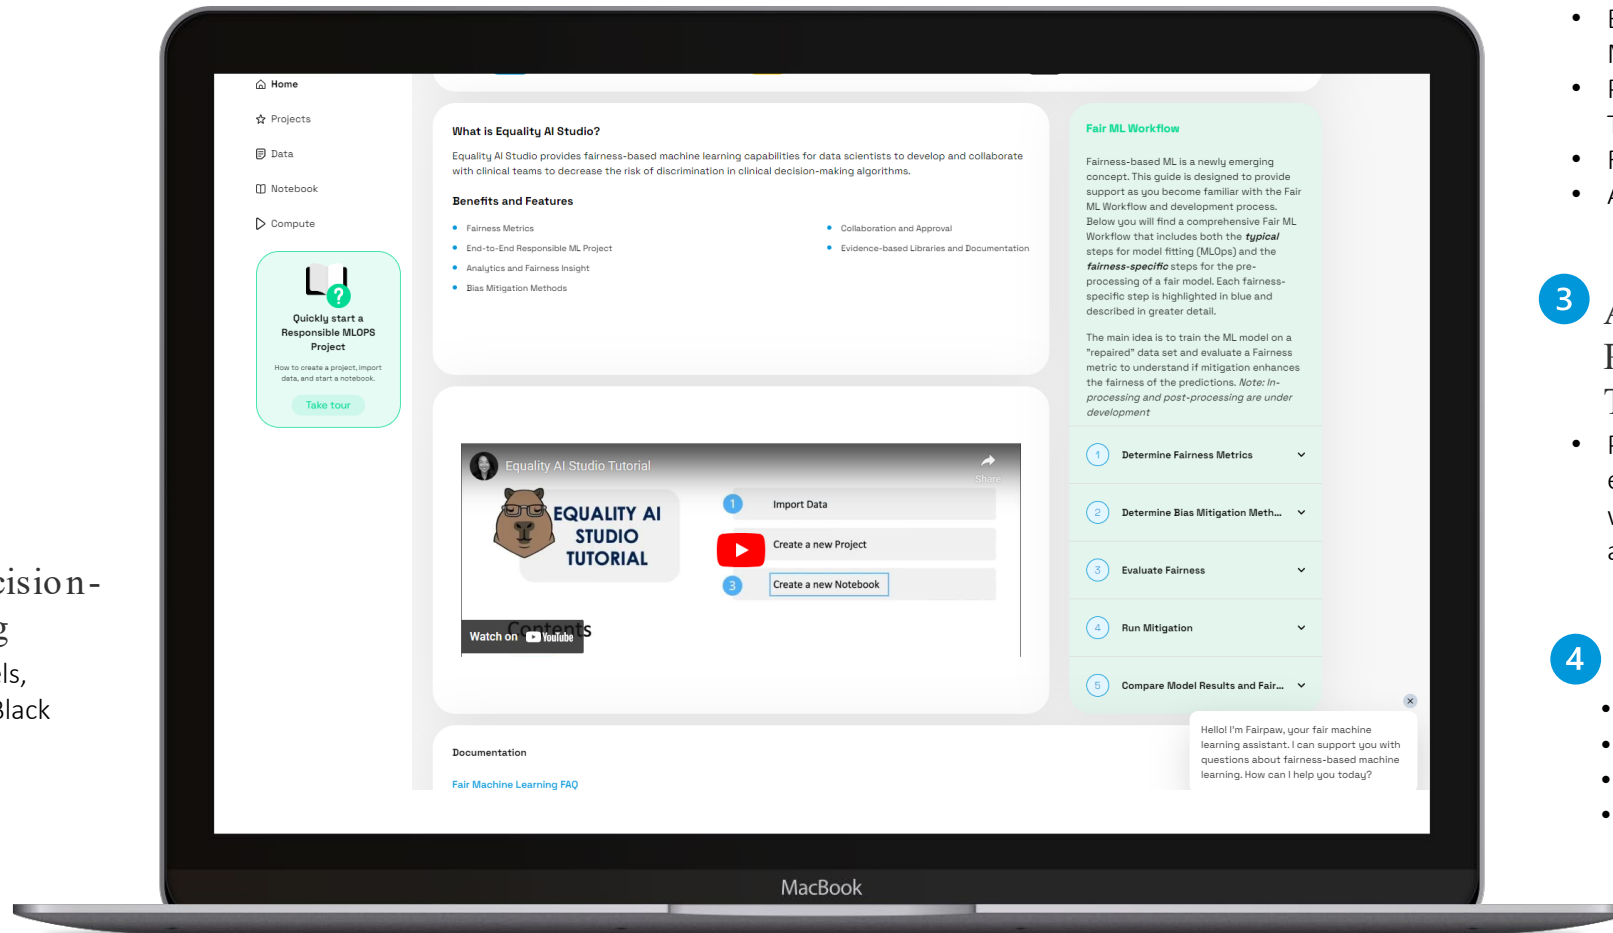 Home
Projects
Data
Notebook
Compute
Quickly start a
Responsible MLOPS
Project
How to create a project, import
data, and start a notebook.
Take tour
cision-
g
els,
Black
What is Equality AI Studio?
Equality AI Studio provides fairness-based machine learning capabilities for data scientists to develop and collaborate
with clinical teams to decrease the risk of discrimination in clinical decision-making algorithms.
Benefits and Features
• Fairness Metrics
• End-to-End Responsible ML Project
• Analytics and Fairness Insight
• Bias Mitigation Methods
• Collaboration and Approval
• Evidence-based Libraries and Documentation
Equality AI Studio Tutorial
Share
EQUALITY AI
STUDIO
TUTORIAL
1 Import Data
Create a new Project
3 Create a new Notebook
Contents
Watch on YouTube
Documentation
Fair Machine Learning FAQ
Fair ML Workflow
Fairness-based ML is a newly emerging
concept. This guide is designed to provide
support as you become familiar with the Fair
ML Workflow and development process.
Below you will find a comprehensive Fair ML
Workflow that includes both the typical
steps for model fitting (MLOps) and the
fairness-specific steps for the pre-
processing of a fair model. Each fairness-
specific step is highlighted in blue and
described in greater detail.
The main idea is to train the ML model on a
"repaired" data set and evaluate a Fairness
metric to understand if mitigation enhances
the fairness of the predictions. Note: In-
processing and post-processing are under
development
1 Determine Fairness Metrics
2 Determine Bias Mitigation Meth...
3 Evaluate Fairness
4 Run Mitigation
5 Compare Model Results and Fair...
Hello! I'm Fairpaw, your fair machine
learning assistant. I can support you with
questions about fairness-based machine
learning. How can I help you today?
MacBook
3
4